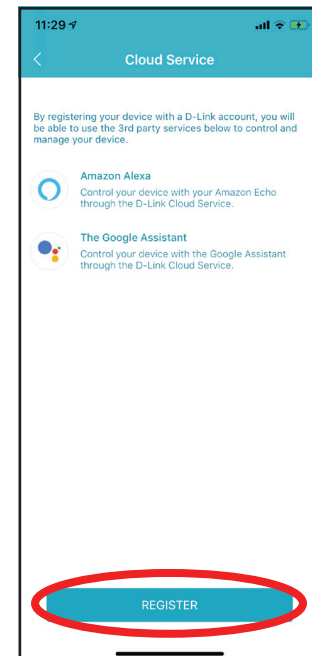 11:29
Cloud Service
By registering your device with a D-Link account, you will
be able to use the 3rd party services below to control and
manage your device.
Amazon Alexa
Control your device with your Amazon Echo
through the D-Link Cloud Service.
The Google Assistant
Control your device with the Google Assistant
through the D-Link Cloud Service.
REGISTER